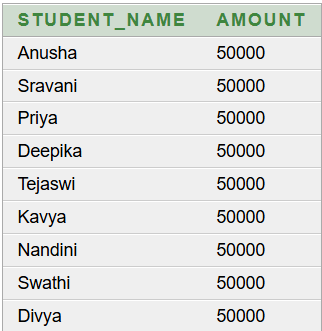 STUDENT_NAME AMOUNT
Anusha 50000
Sravani 50000
Priya 50000
Deepika 50000
Tejaswi 50000
Kavya 50000
Nandini 50000
Swathi 50000
Divya 50000